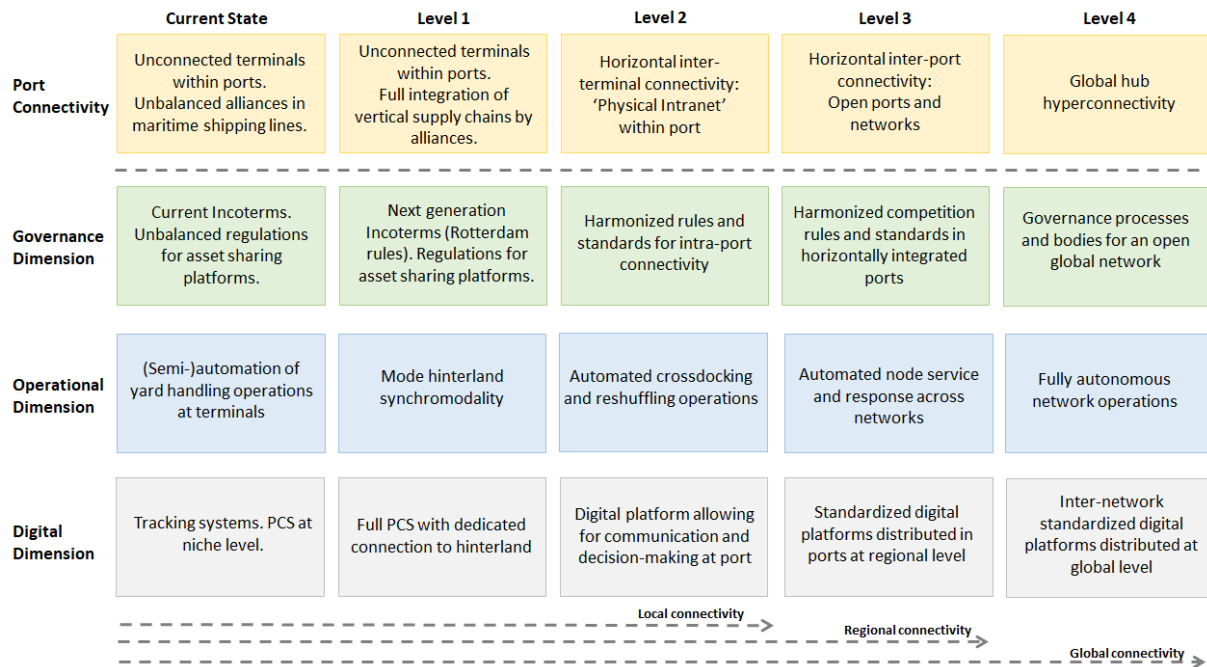 Current State
Level 1
Level 2
Level 3
Level 4
Port
Connectivity
Unconnected terminals
within ports.
Unbalanced alliances in
maritime shipping lines.
Unconnected terminals
within ports.
Full integration of
vertical supply chains by
alliances.
Horizontal inter-
terminal connectivity:
‘Physical Intranet’
within port
Horizontal inter-port
connectivity:
Open ports and
networks
Global hub
hyperconnectivity
Governance
Dimension
Current Incoterms.
Unbalanced regulations
for asset sharing
platforms.
Next generation
Incoterms (Rotterdam
rules). Regulations for
asset sharing platforms.
Harmonized rules and
standards for intra-port
connectivity
Harmonized competition
rules and standards in
horizontally integrated
ports
Governance processes
and bodies for an open
global network
Operational
Dimension
(Semi-)automation of
yard handling operations
at terminals
Mode hinterland
synchromodality
Automated crossdocking
and reshuffling operations
Automated node service
and response across
networks
Fully autonomous
network operations
Digital
Dimension
Tracking systems. PCS at
niche level.
Full PCS with dedicated
connection to hinterland
Digital platform allowing
for communication and
decision-making at port
Standardized digital
platforms distributed in
ports at regional level
Inter-network
standardized digital
platforms distributed at
global level
Local connectivity
Regional connectivity
Global connectivity